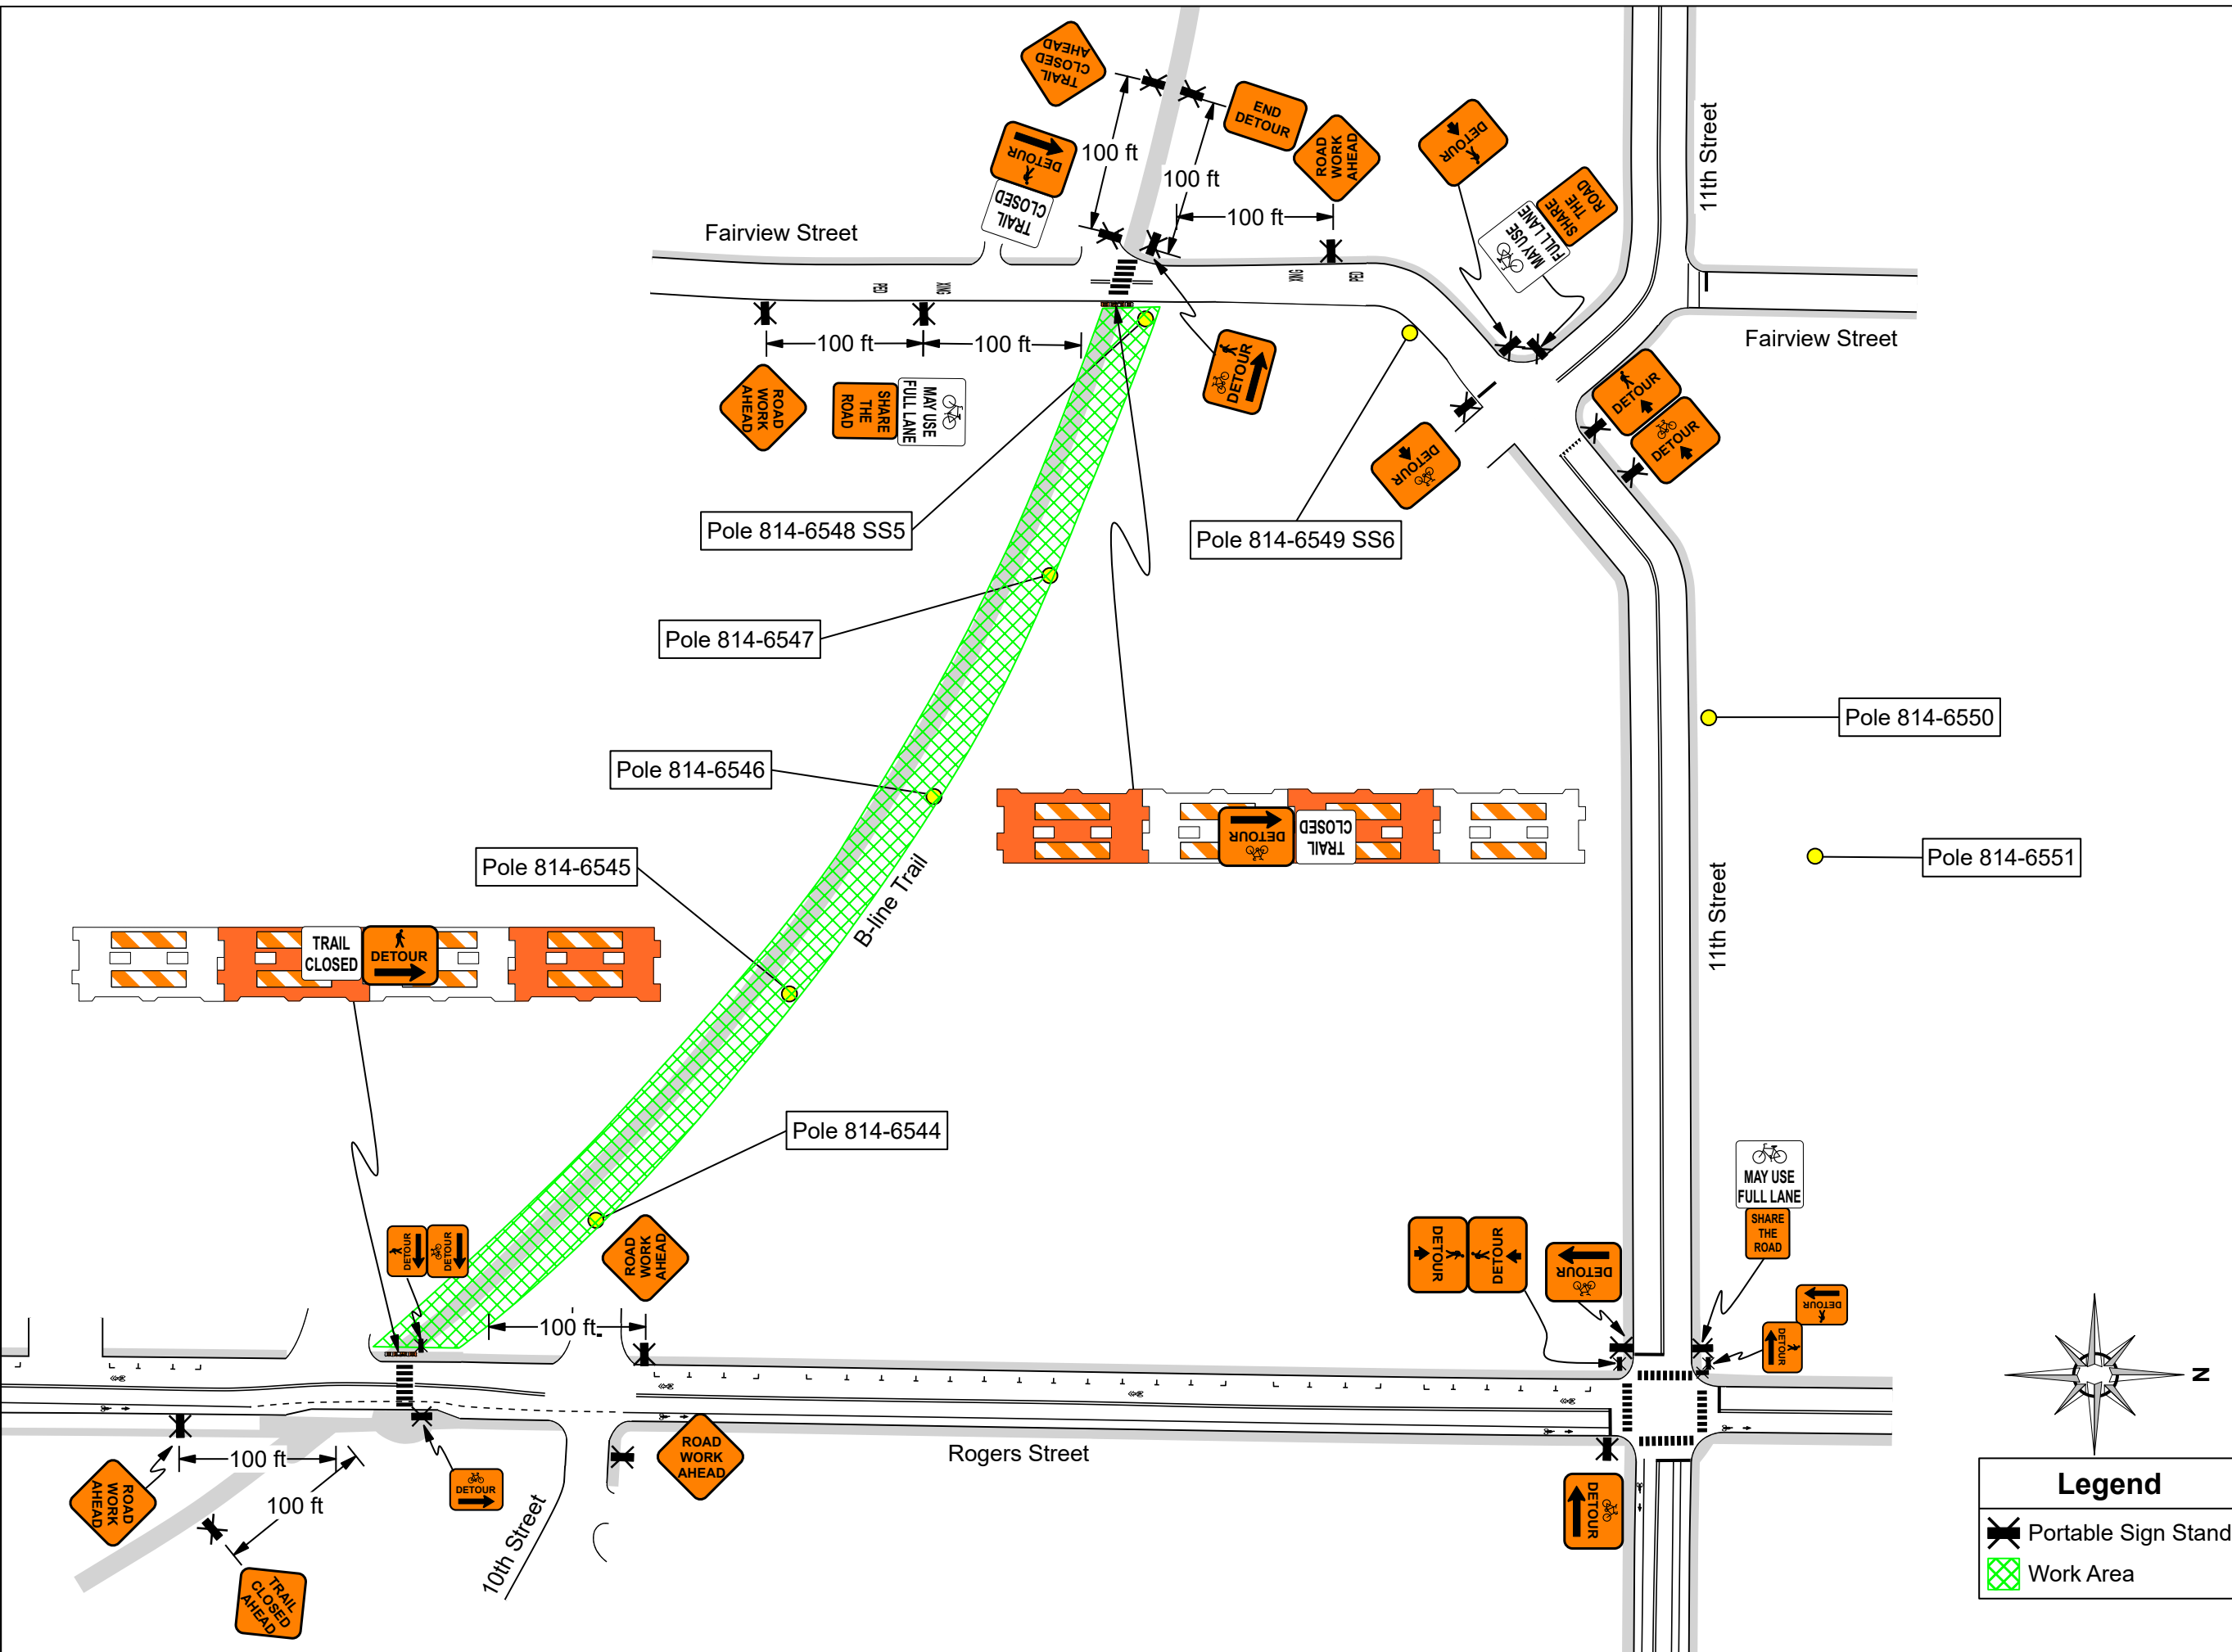 TRAIL
CLOSED
AHEAD
END
DETOUR
ROAD
WORK
AHEAD
DETOUR
TRAIL
CLOSED
100 ft
100 ft
100 ft
DETOUR
SHARE
THE
ROAD
MAY USE
FULL LANE
11th Street
Fairview Street
PED
XING
XING
PED
Fairview Street
100 ft
100 ft
ROAD
WORK
AHEAD
SHARE
THE
ROAD
MAY USE
FULL LANE
DETOUR
DETOUR
DETOUR
DETOUR
Pole 814-6548 SS5
Pole 814-6549 SS6
Pole 814-6547
Pole 814-6550
Pole 814-6546
DETOUR
TRAIL
CLOSED
Pole 814-6551
Pole 814-6545
B-line Trail
11th Street
TRAIL
CLOSED
DETOUR
Pole 814-6544
MAY USE
FULL LANE
SHARE
THE
ROAD
DETOUR
DETOUR
ROAD
WORK
AHEAD
DETOUR
DETOUR
DETOUR
DETOUR
DETOUR
100 ft
N
Rogers Street
ROAD
WORK
AHEAD
100 ft
ROAD
WORK
AHEAD
DETOUR
100 ft
10th Street
DETOUR
TRAIL
CLOSED
AHEAD
Legend
Portable Sign Stand
Work Area